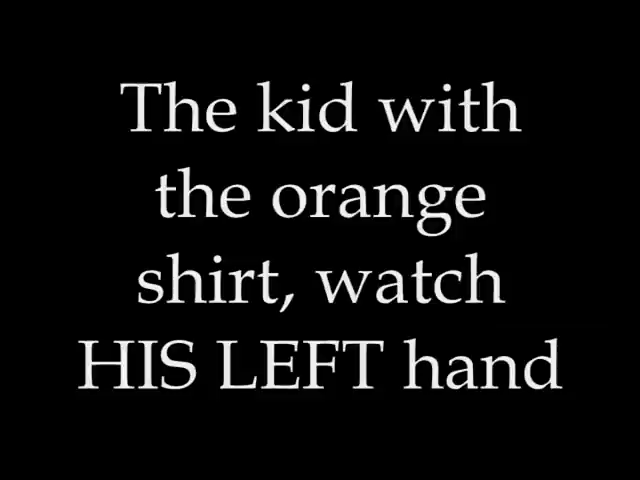 The kid with
the orange
shirt, watch
HIS LEFT hand